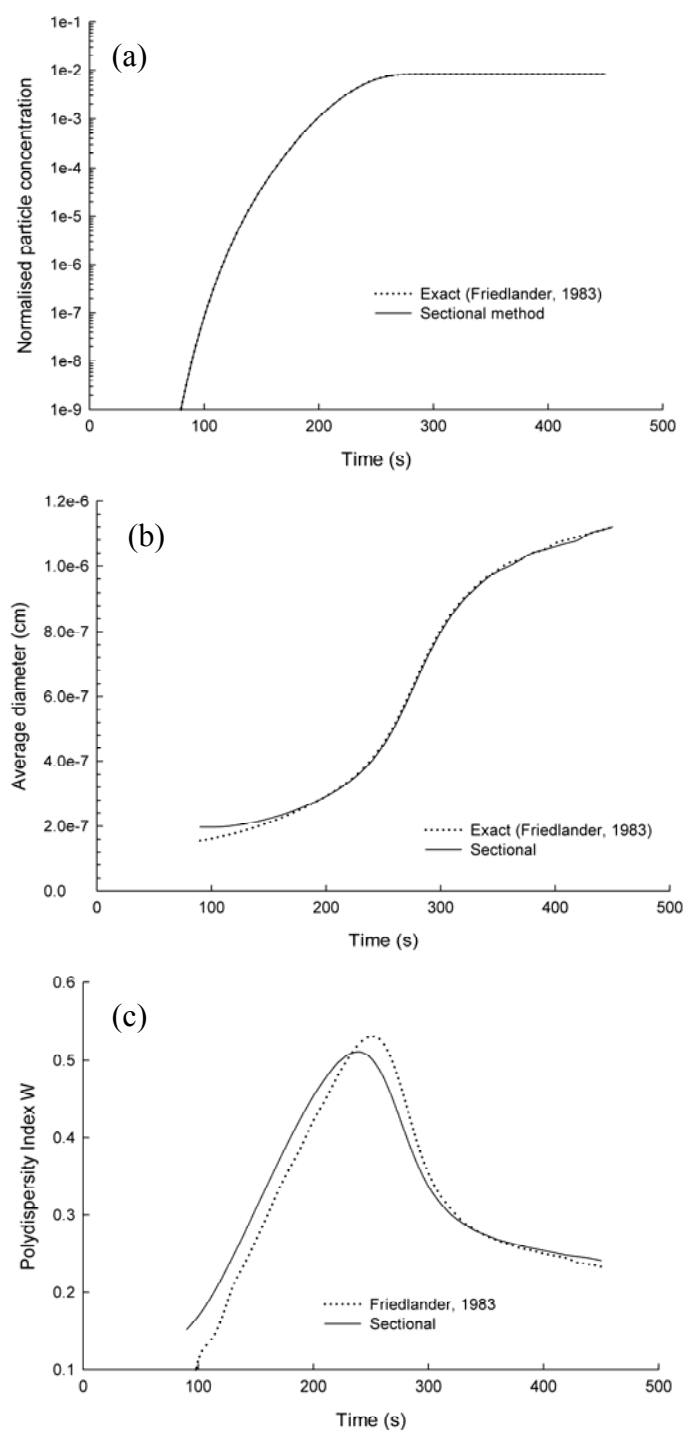 (a)
1e-1
1e-2
1e-3
1e-4
1e-5
1e-6
1e-7
1e-8
1e-9
Normalised particle concentration
Exact (Friedlander, 1983)
Sectional method
0 100 200 300 400 500
Time (s)
(b)
1.2e-6
1.0e-6
8.0e-7
6.0e-7
4.0e-7
2.0e-7
0.0
Average diameter (cm)
Exact (Friedlander, 1983)
Sectional
0 100 200 300 400 500
Time (s)
(c)
0.6
0.5
0.4
0.3
0.2
0.1
Polydispersity Index W
Friedlander, 1983
Sectional
0 100 200 300 400 500
Time (s)